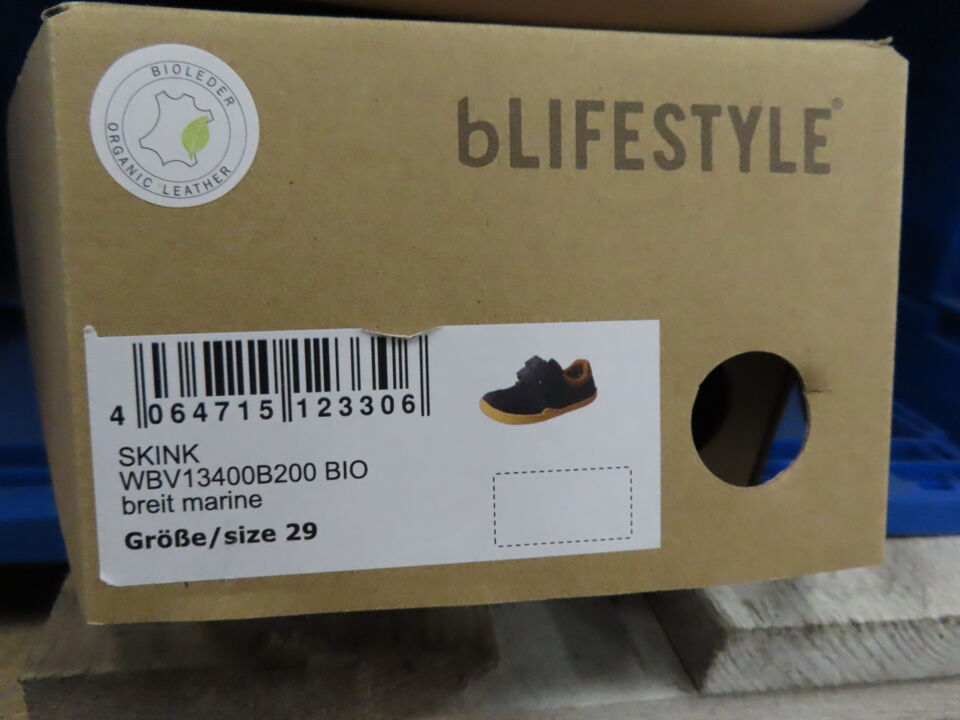 BIOLEDER
ORGANIC LEATHER
bLIFESTYLE®
4 064715 123306
SKINK
WBV13400B200 BIO
breit marine
Größe/size 29